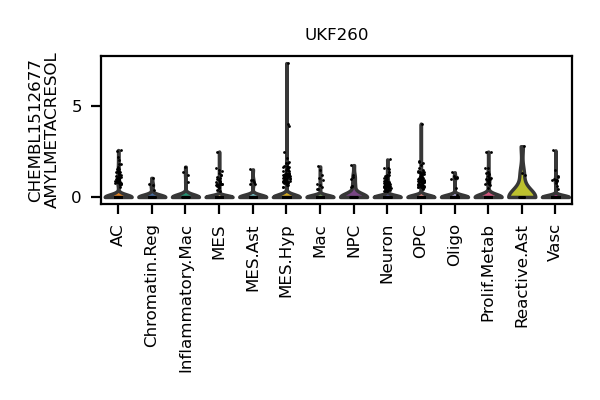 UKF260
CHEMBL1512677
AMYLMETACRESOL
5
0
AC
Chromatin.Reg
Inflammatory.Mac
MES
MES.Ast
MES.Hyp
Mac
NPC
Neuron
OPC
Oligo
Prolif.Metab
Reactive.Ast
Vasc